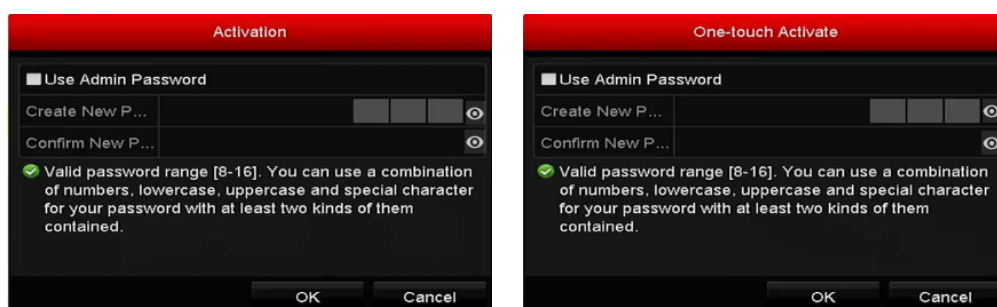 Activation
Use Admin Password
Create New P...
Confirm New P...
Valid password range [8-16]. You can use a combination
of numbers, lowercase, uppercase and special character
for your password with at least two kinds of them
contained.
OK
Cancel
One-touch Activate
Use Admin Password
Create New P...
Confirm New P...
Valid password range [8-16]. You can use a combination
of numbers, lowercase, uppercase and special character
for your password with at least two kinds of them
contained.
OK
Cancel